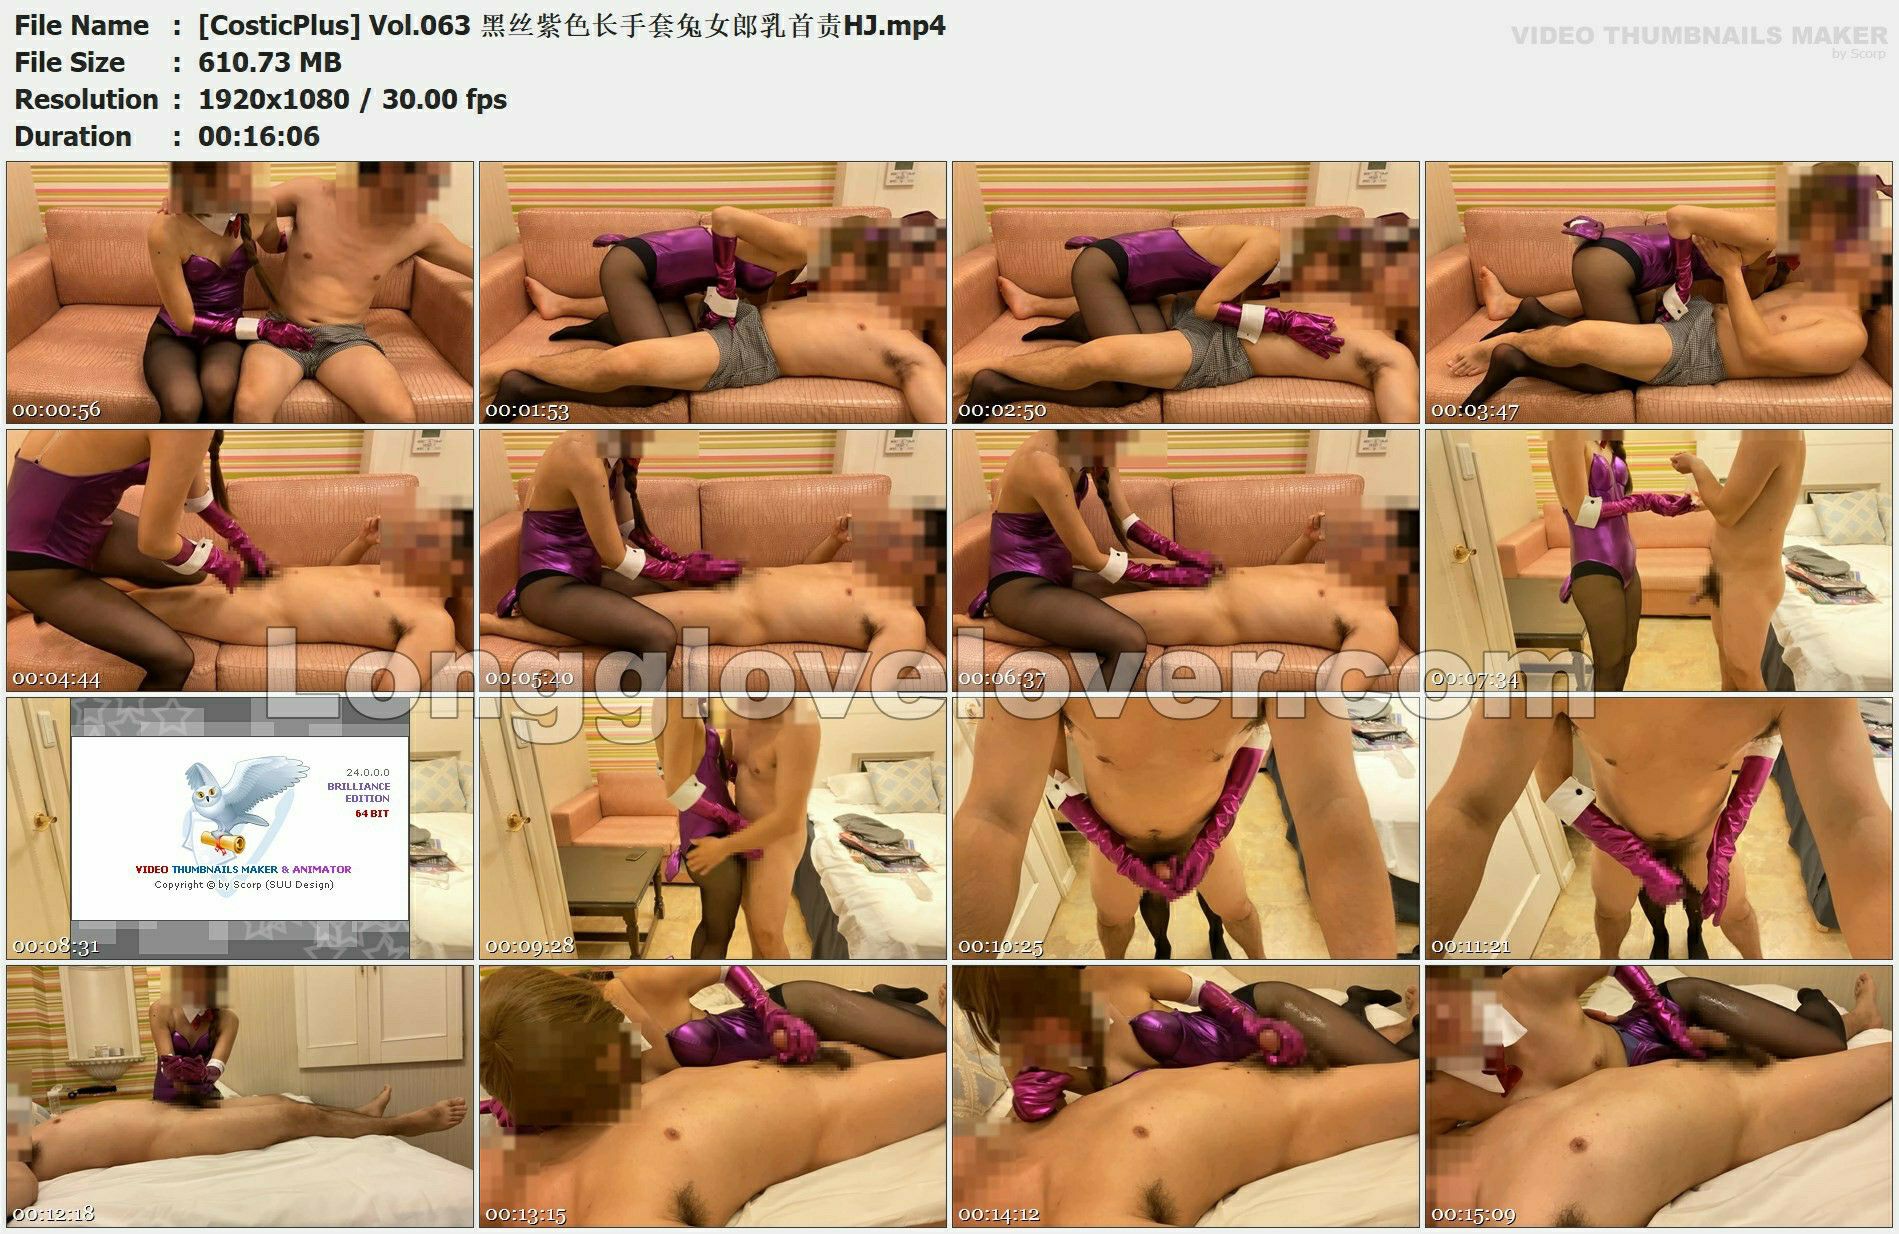 File Name : [CosticPlus] Vol.063 黑丝紫色长手套兔女郎乳首责HJ.mp4
File Size : 610.73 MB
Resolution : 1920x1080 / 30.00 fps
Duration : 00:16:06
VIDEO THUMBNAILS MAKER
by Scorp
00:00:56
00:01:53
00:02:50
00:03:47
00:04:44
00:05:40
00:06:37
00:07:34
Longglovelover.com
24.0.0.0
BRILLIANCE
EDITION
64 BIT
VIDEO THUMBNAILS MAKER & ANIMATOR
Copyright © by Scorp (SUU Design)
00:08:31
00:09:28
00:10:25
00:11:21
00:12:18
00:13:15
00:14:12
00:15:09